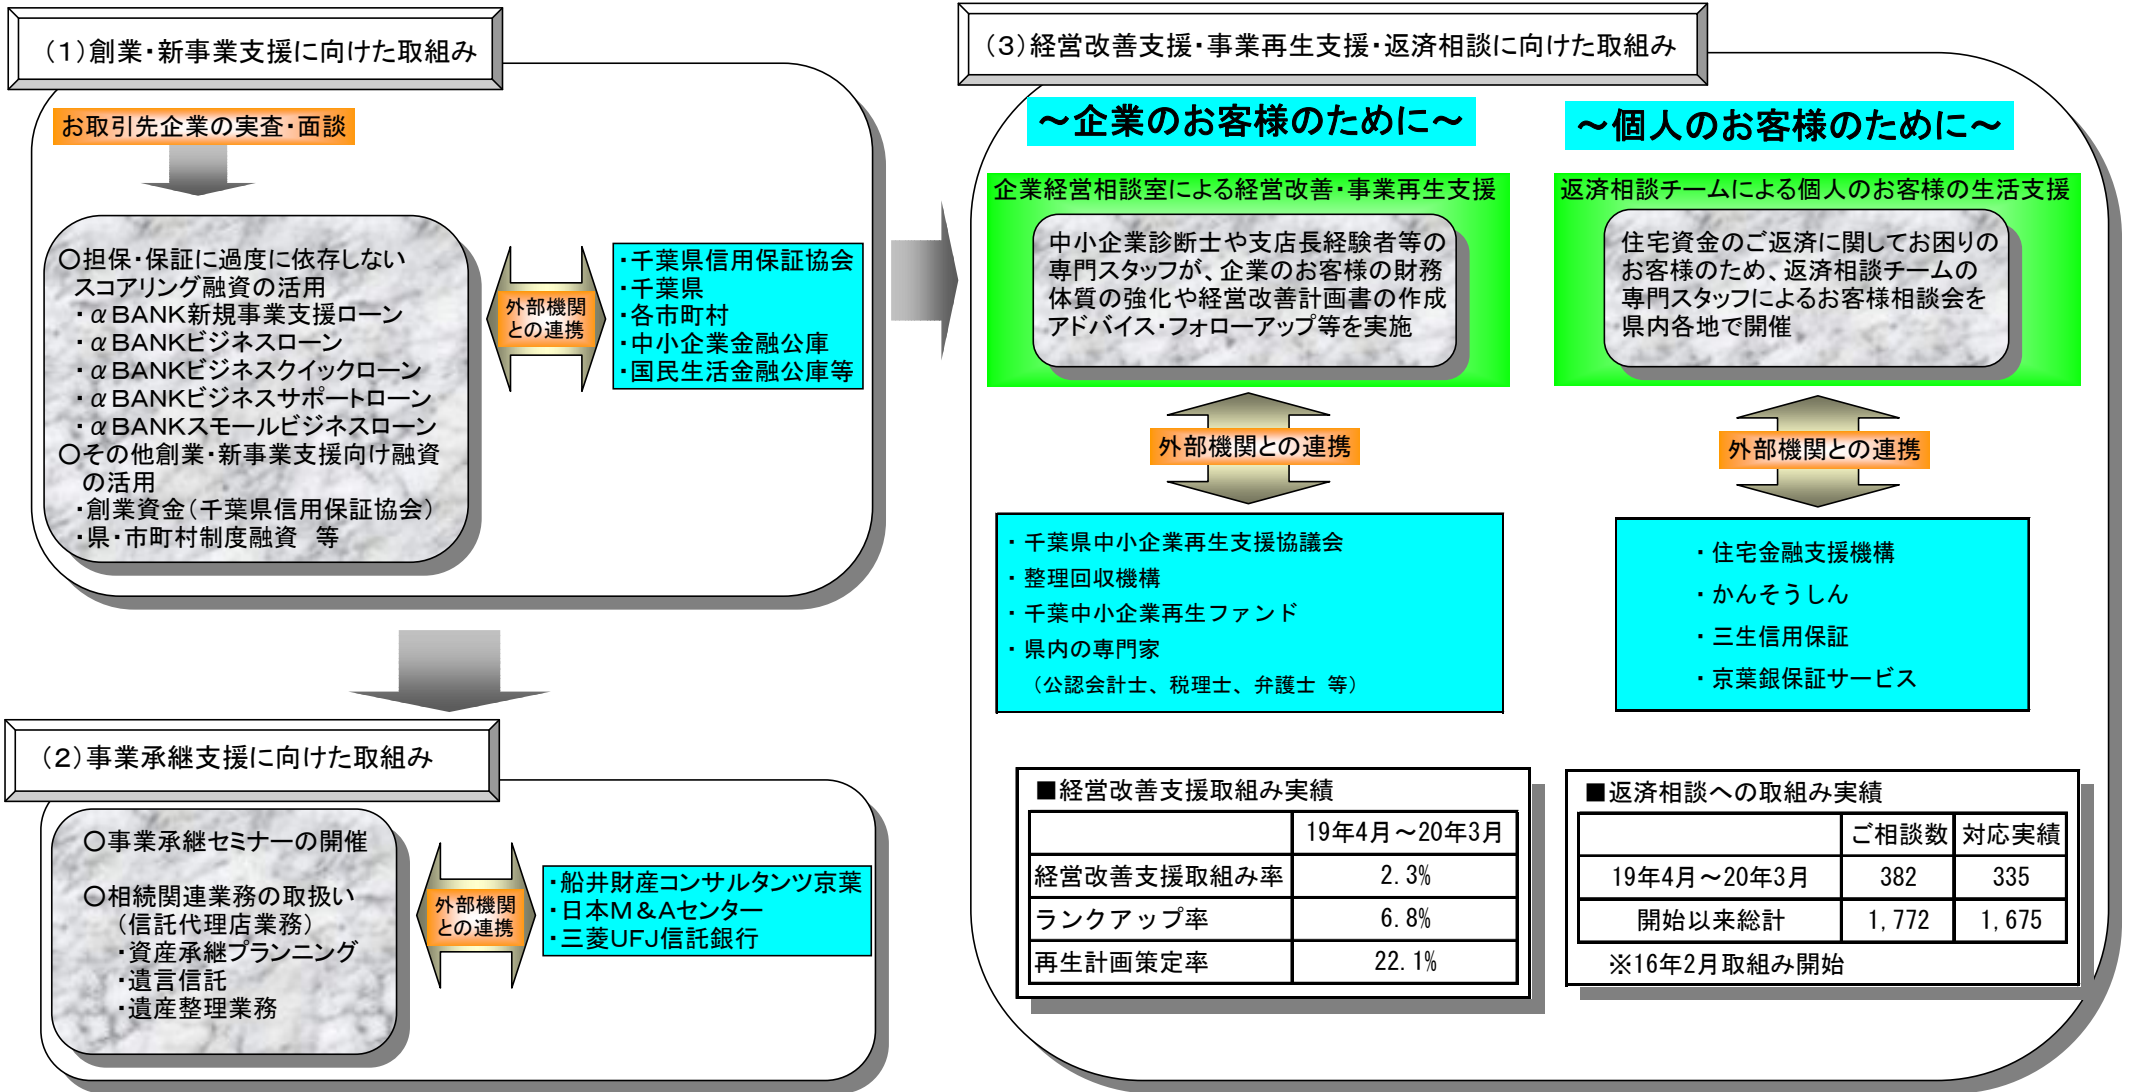 （1）創業・新事業支援に向けた取組み
お取引先企業の実査・面談
○担保・保証に過度に依存しない
スコアリング融資の活用
・αBANK新規事業支援ローン
・αBANKビジネスローン
・αBANKビジネスクイックローン
・αBANKビジネスサポートローン
・αBANKスモールビジネスローン
○その他創業・新事業支援向け融資
の活用
・創業資金（千葉県信用保証協会）
・県・市町村制度融資　等
外部機関
との連携
・千葉県信用保証協会
・千葉県
・各市町村
・中小企業金融公庫
・国民生活金融公庫等
（2）事業承継支援に向けた取組み
○事業承継セミナーの開催
○相続関連業務の取扱い
（信託代理店業務）
・資産承継プランニング
・遺言信託
・遺産整理業務
外部機関
との連携
・船井財産コンサルタンツ京葉
・日本M＆Aセンター
・三菱UFJ信託銀行
（3）経営改善支援・事業再生支援・返済相談に向けた取組み
～企業のお客様のために～
企業経営相談室による経営改善・事業再生支援
中小企業診断士や支店長経験者等の
専門スタッフが、企業のお客様の財務
体質の強化や経営改善計画書の作成
アドバイス・フォローアップ等を実施
外部機関との連携
・千葉県中小企業再生支援協議会
・整理回収機構
・千葉中小企業再生ファンド
・県内の専門家
（公認会計士、税理士、弁護士 等）
■経営改善支援取組み実績
19年4月～20年3月
経営改善支援取組み率 2.3%
ランクアップ率 6.8%
再生計画策定率 22.1%
～個人のお客様のために～
返済相談チームによる個人のお客様の生活支援
住宅資金のご返済に関してお困りの
お客様のため、返済相談チームの
専門スタッフによるお客様相談会を
県内各地で開催
外部機関との連携
・住宅金融支援機構
・かんそうしん
・三生信用保証
・京葉銀保証サービス
■返済相談への取組み実績
ご相談数 対応実績
19年4月～20年3月 382 335
開始以来総計 1,772 1,675
※16年2月取組み開始